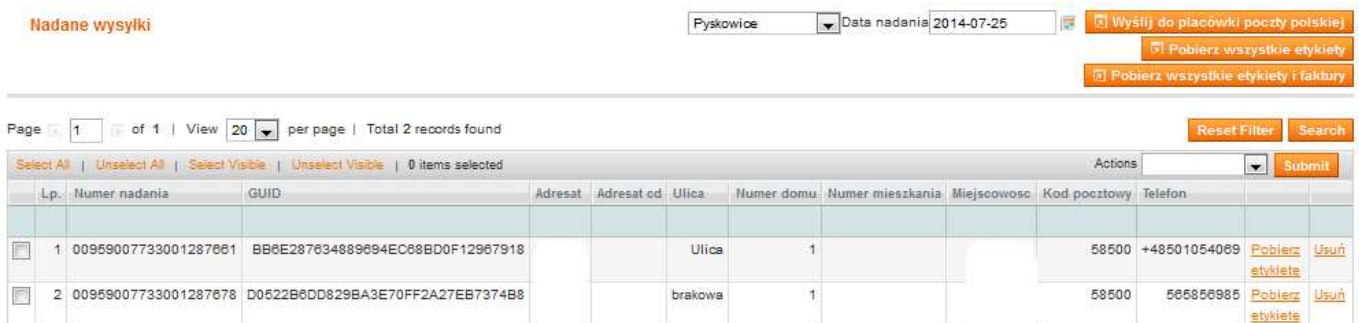 Nadane wysyłki Pyskowice Data nadania 2014-07-25 Wyślij do placówki poczty polskiej
Pobierz wszystkie etykiety
Pobierz wszystkie etykiety i faktury
Page 1 of 1 | View 20 per page | Total 2 records found Reset Filter Search
Select All | Unselect All | Select Visible | Unselect Visible | 0 items selected Actions Submit
Lp. Numer nadania GUID Adresat Adresat cd Ulica Numer domu Numer mieszkania Miejscowosc Kod pocztowy Telefon
1 00959007733001287661 BB6E287634889694EC68BD0F12967918 Ulica 1 58500 +48501054069 Pobierz Usuń
etykiete
2 00959007733001287678 D0522B6DD829BA3E70FF2A27EB7374B8 brakowa 1 58500 565856985 Pobierz Usuń
etykiete